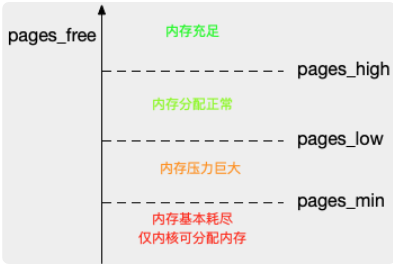 内存充足
pages_free
pages_high
内存分配正常
pages_low
内存压力巨大
pages_min
内存基本耗尽
仅内核可分配内存